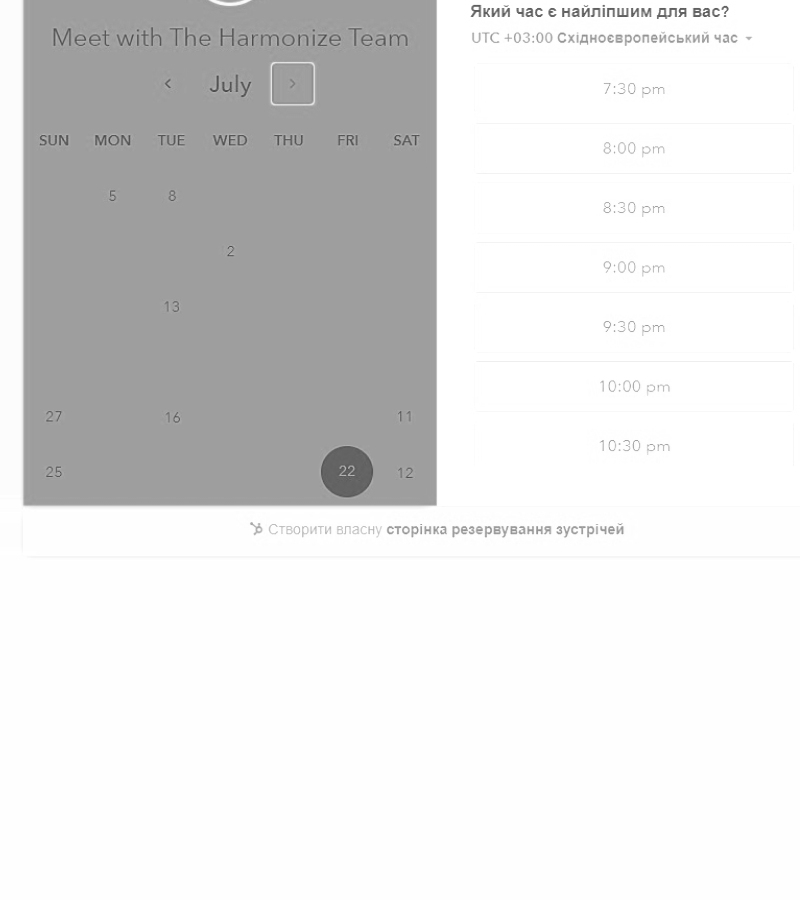 Meet with The Harmonize Team
July
SUN MON TUE WED THU FRI SAT
5 8
2
13
27 16 11
25 22 12
Який час є найліпшим для вас?
UTC +03:00 Східноєвропейський час
7:30 pm
8:00 pm
8:30 pm
9:00 pm
9:30 pm
10:00 pm
10:30 pm
Створити власну сторінка резервування зустрічей